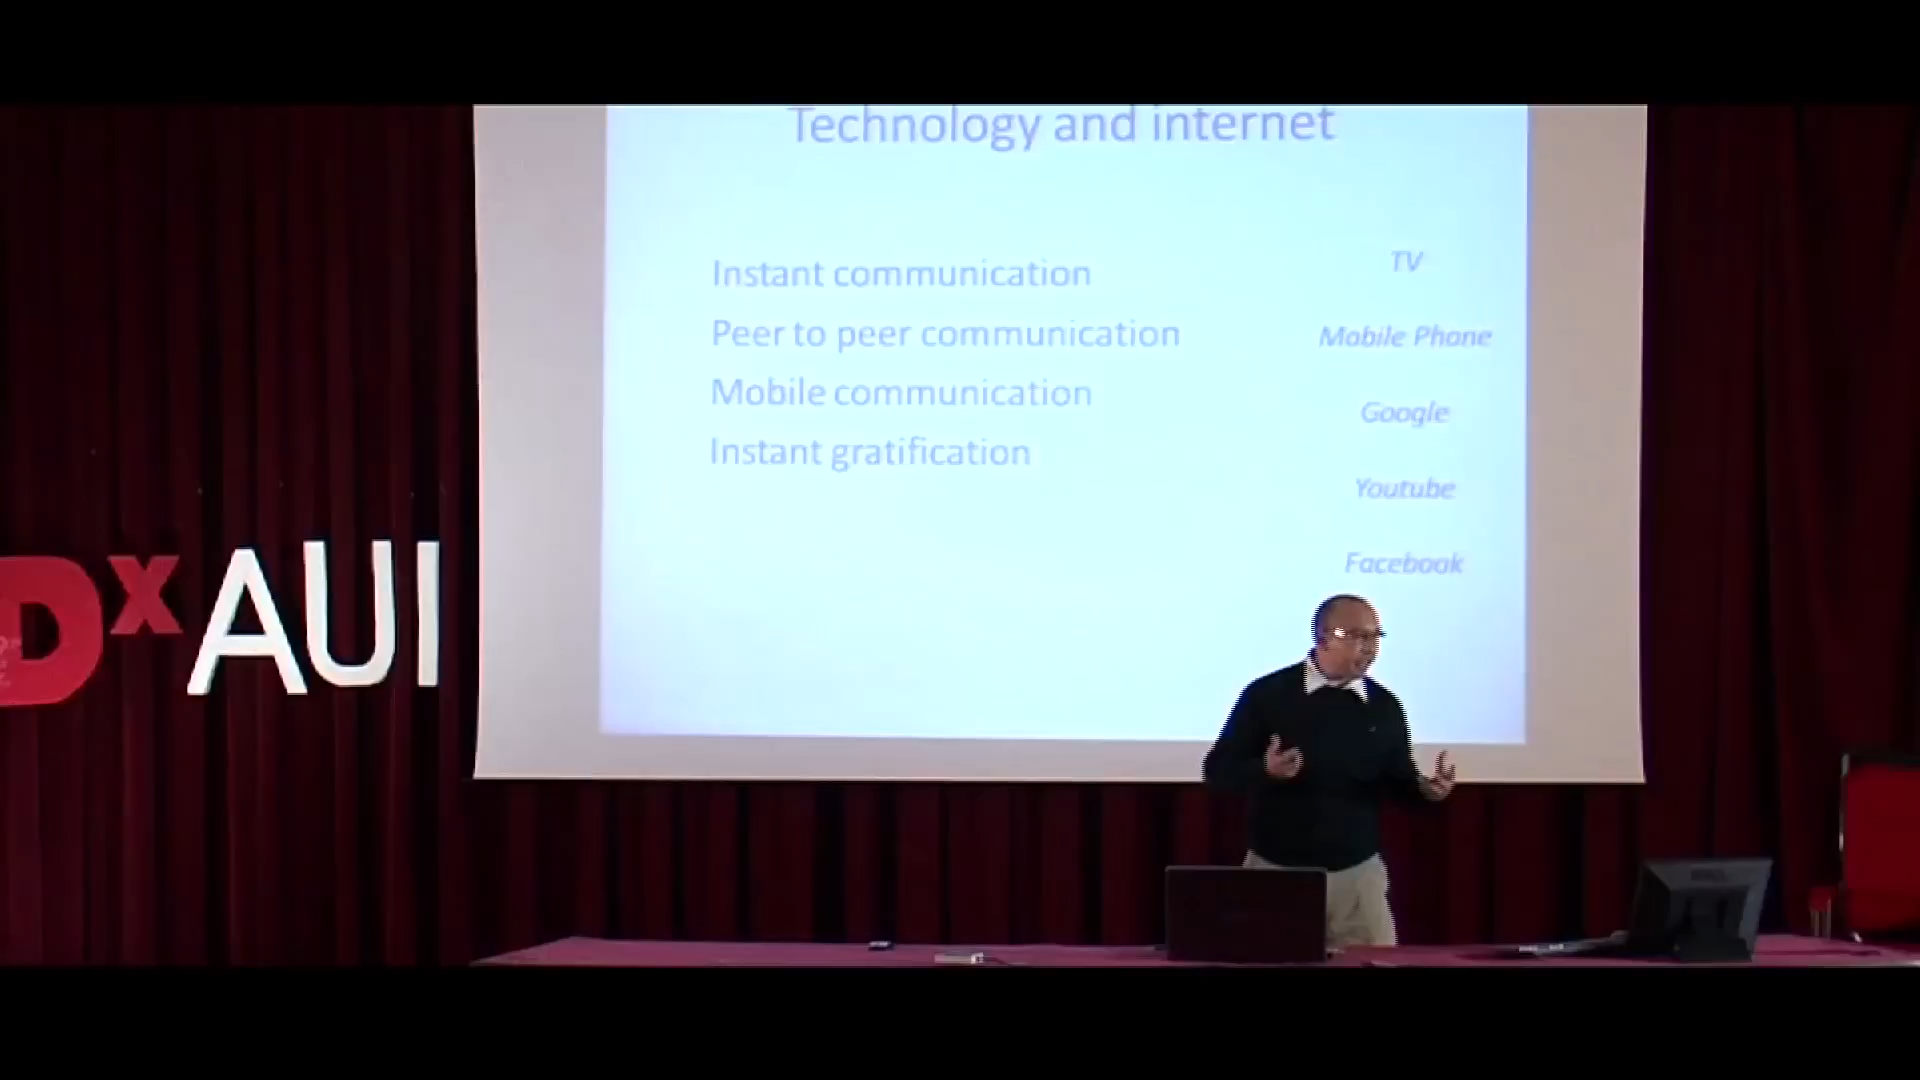 Technology and internet
Instant communication
Peer to peer communication
Mobile communication
Instant gratification
TV
Mobile Phone
Google
Youtube
Facebook
Dx AUI